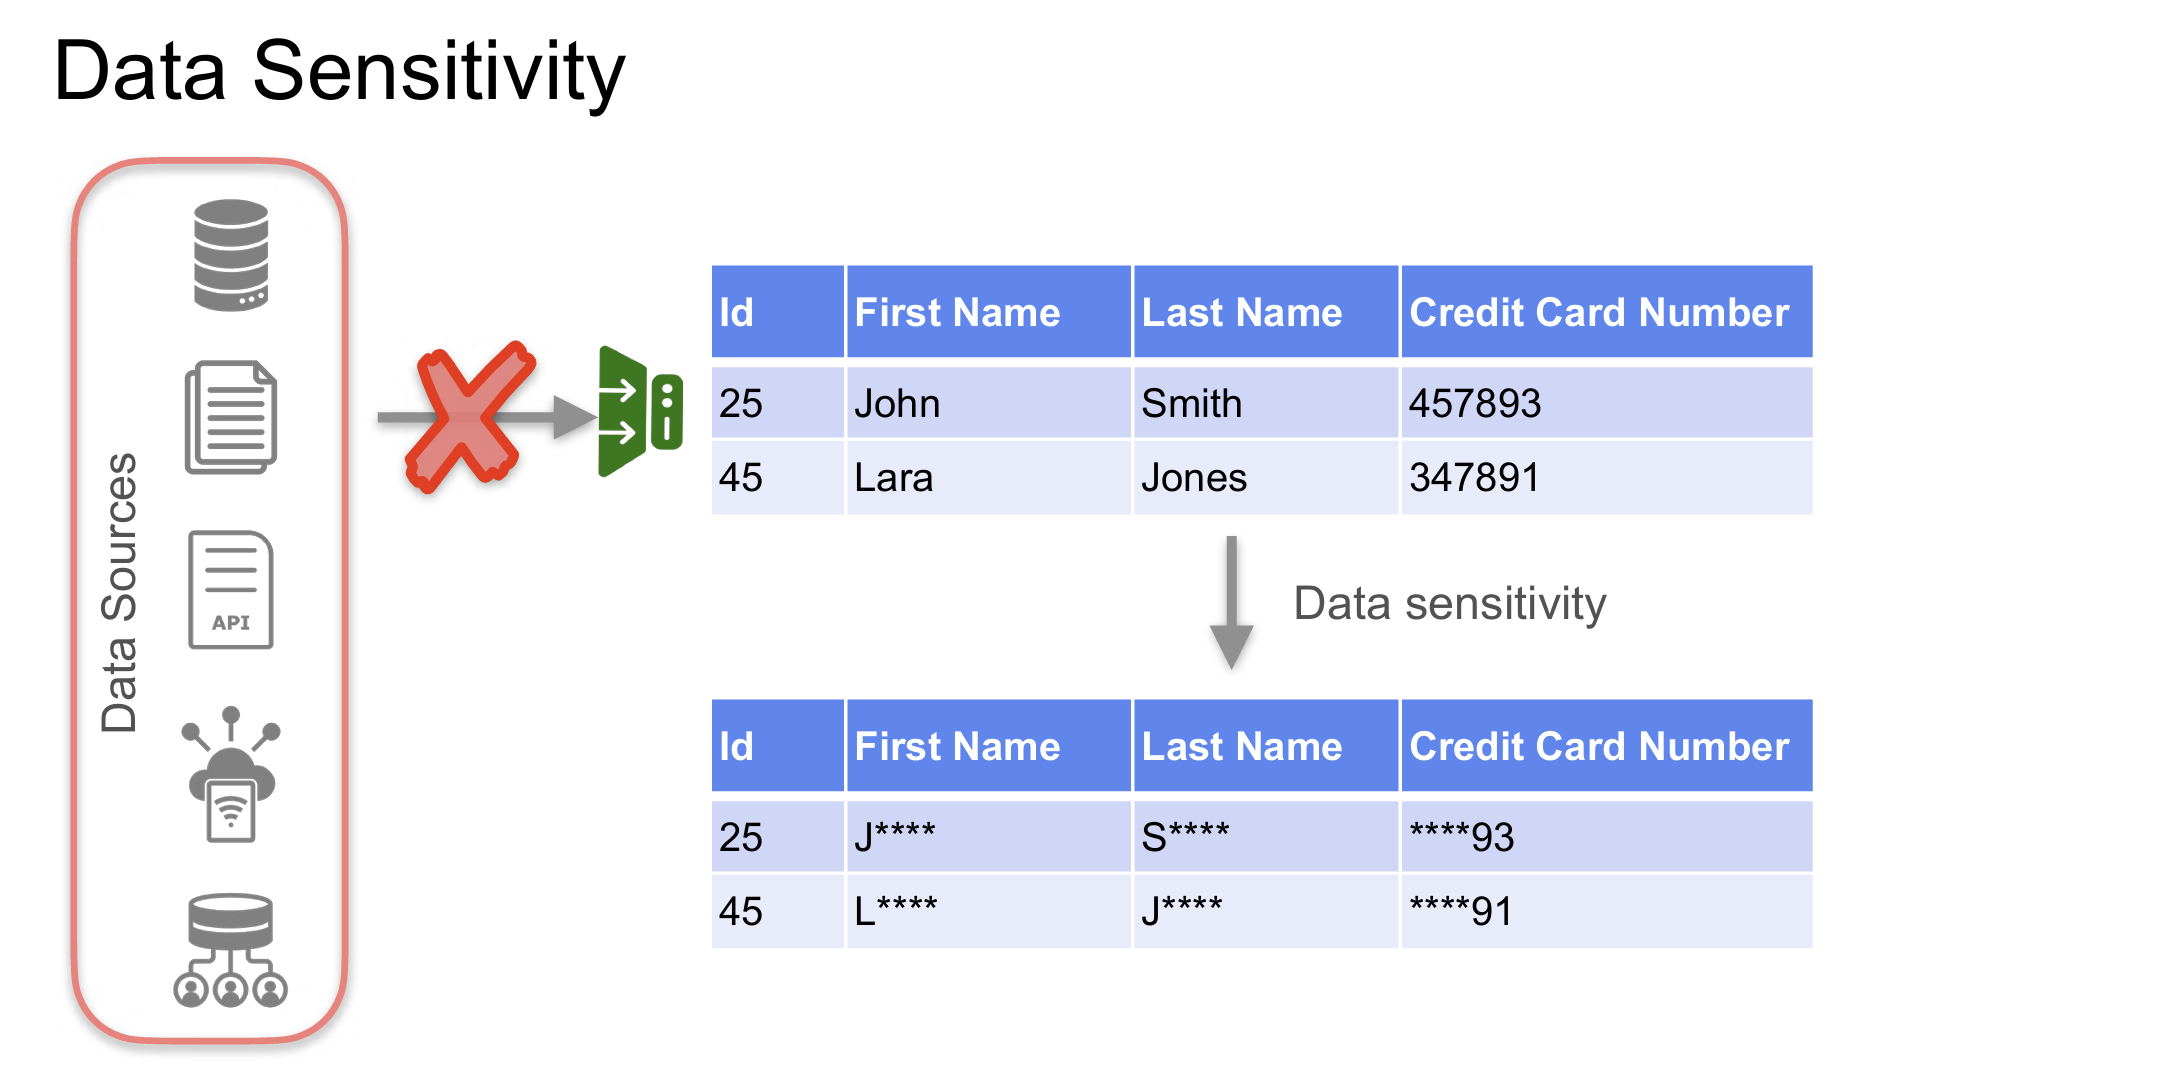 Data Sensitivity
Data Sources
API
Id First Name Last Name Credit Card Number
25 John Smith 457893
45 Lara Jones 347891
Data sensitivity
Id First Name Last Name Credit Card Number
25 J**** S**** ****93
45 L**** J**** ****91